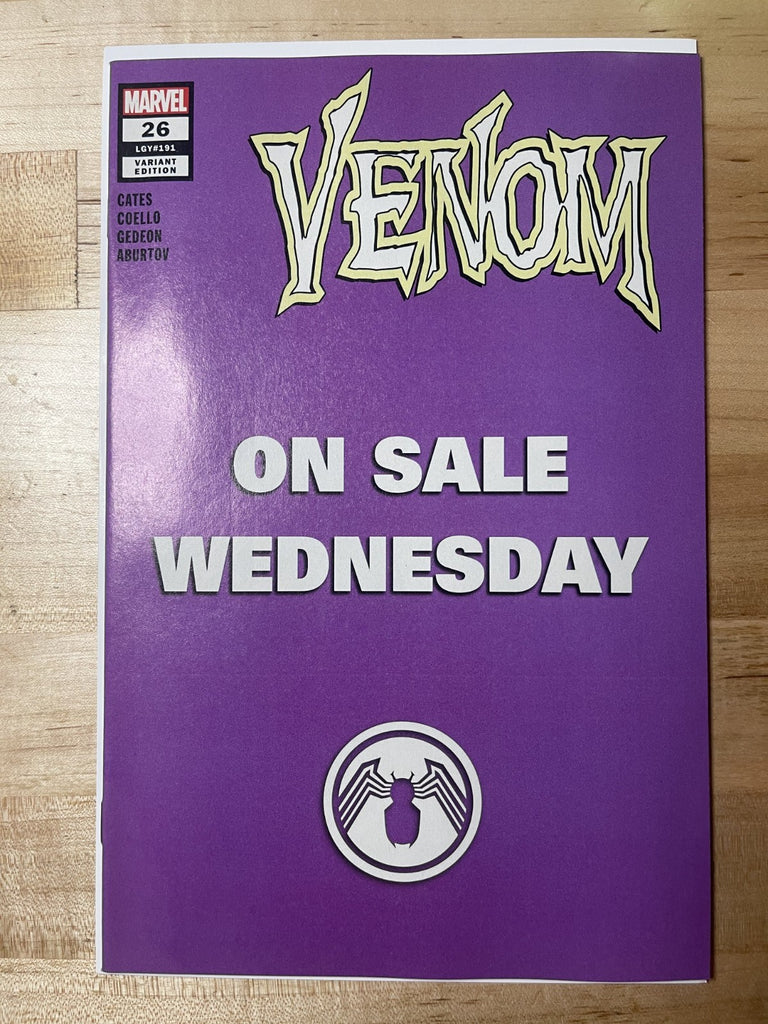 MARVEL
26
LGY#191
VARIANT
EDITION
CATES
COELLO
GEDEON
ABURTOV
VENOM
ON SALE
WEDNESDAY